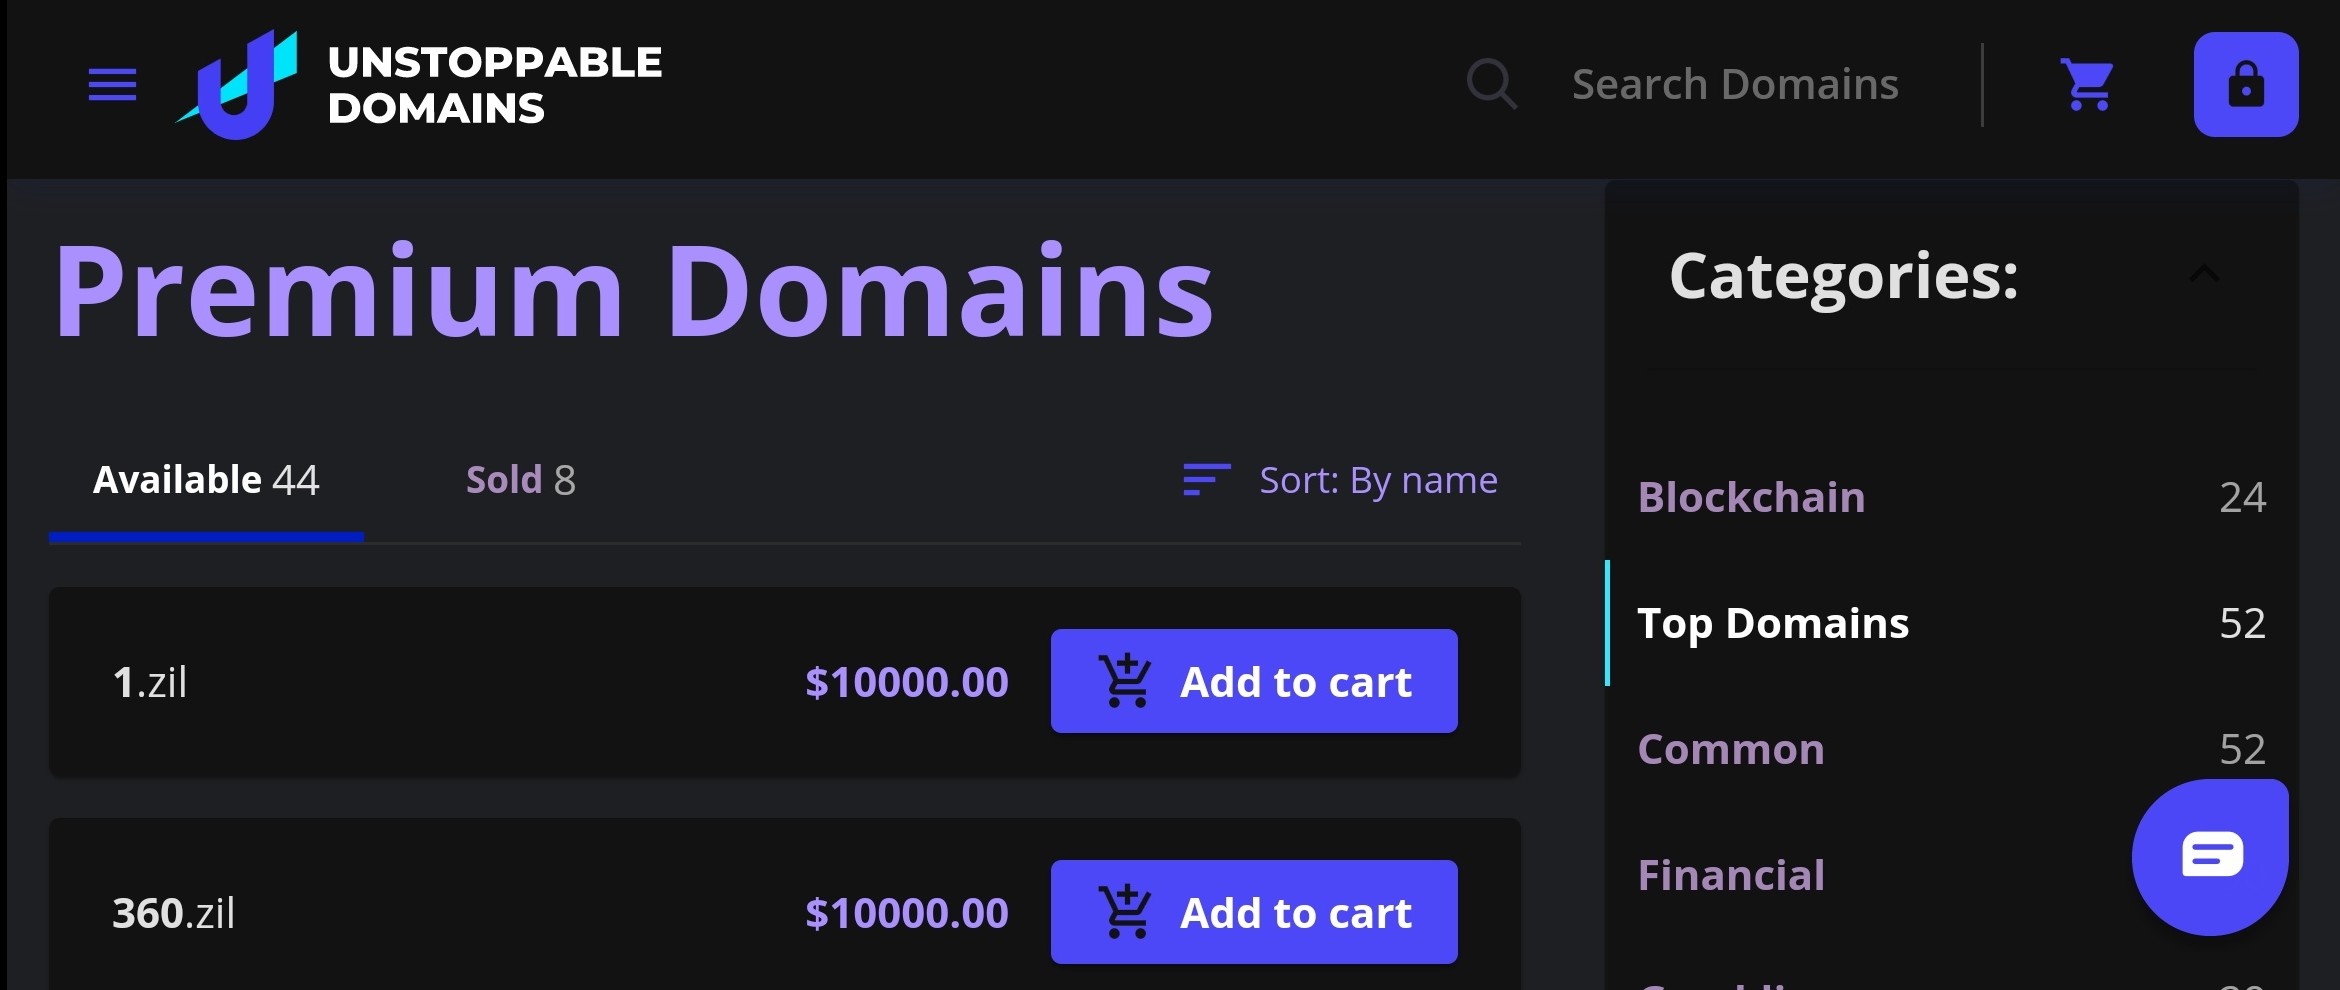 UNSTOPPABLE
DOMAINS
Search Domains
Premium Domains
Available 44
Sold 8
Sort: By name
1.zil
$10000.00
Add to cart
360.zil
$10000.00
Add to cart
Categories:
Blockchain 24
Top Domains 52
Common 52
Financial